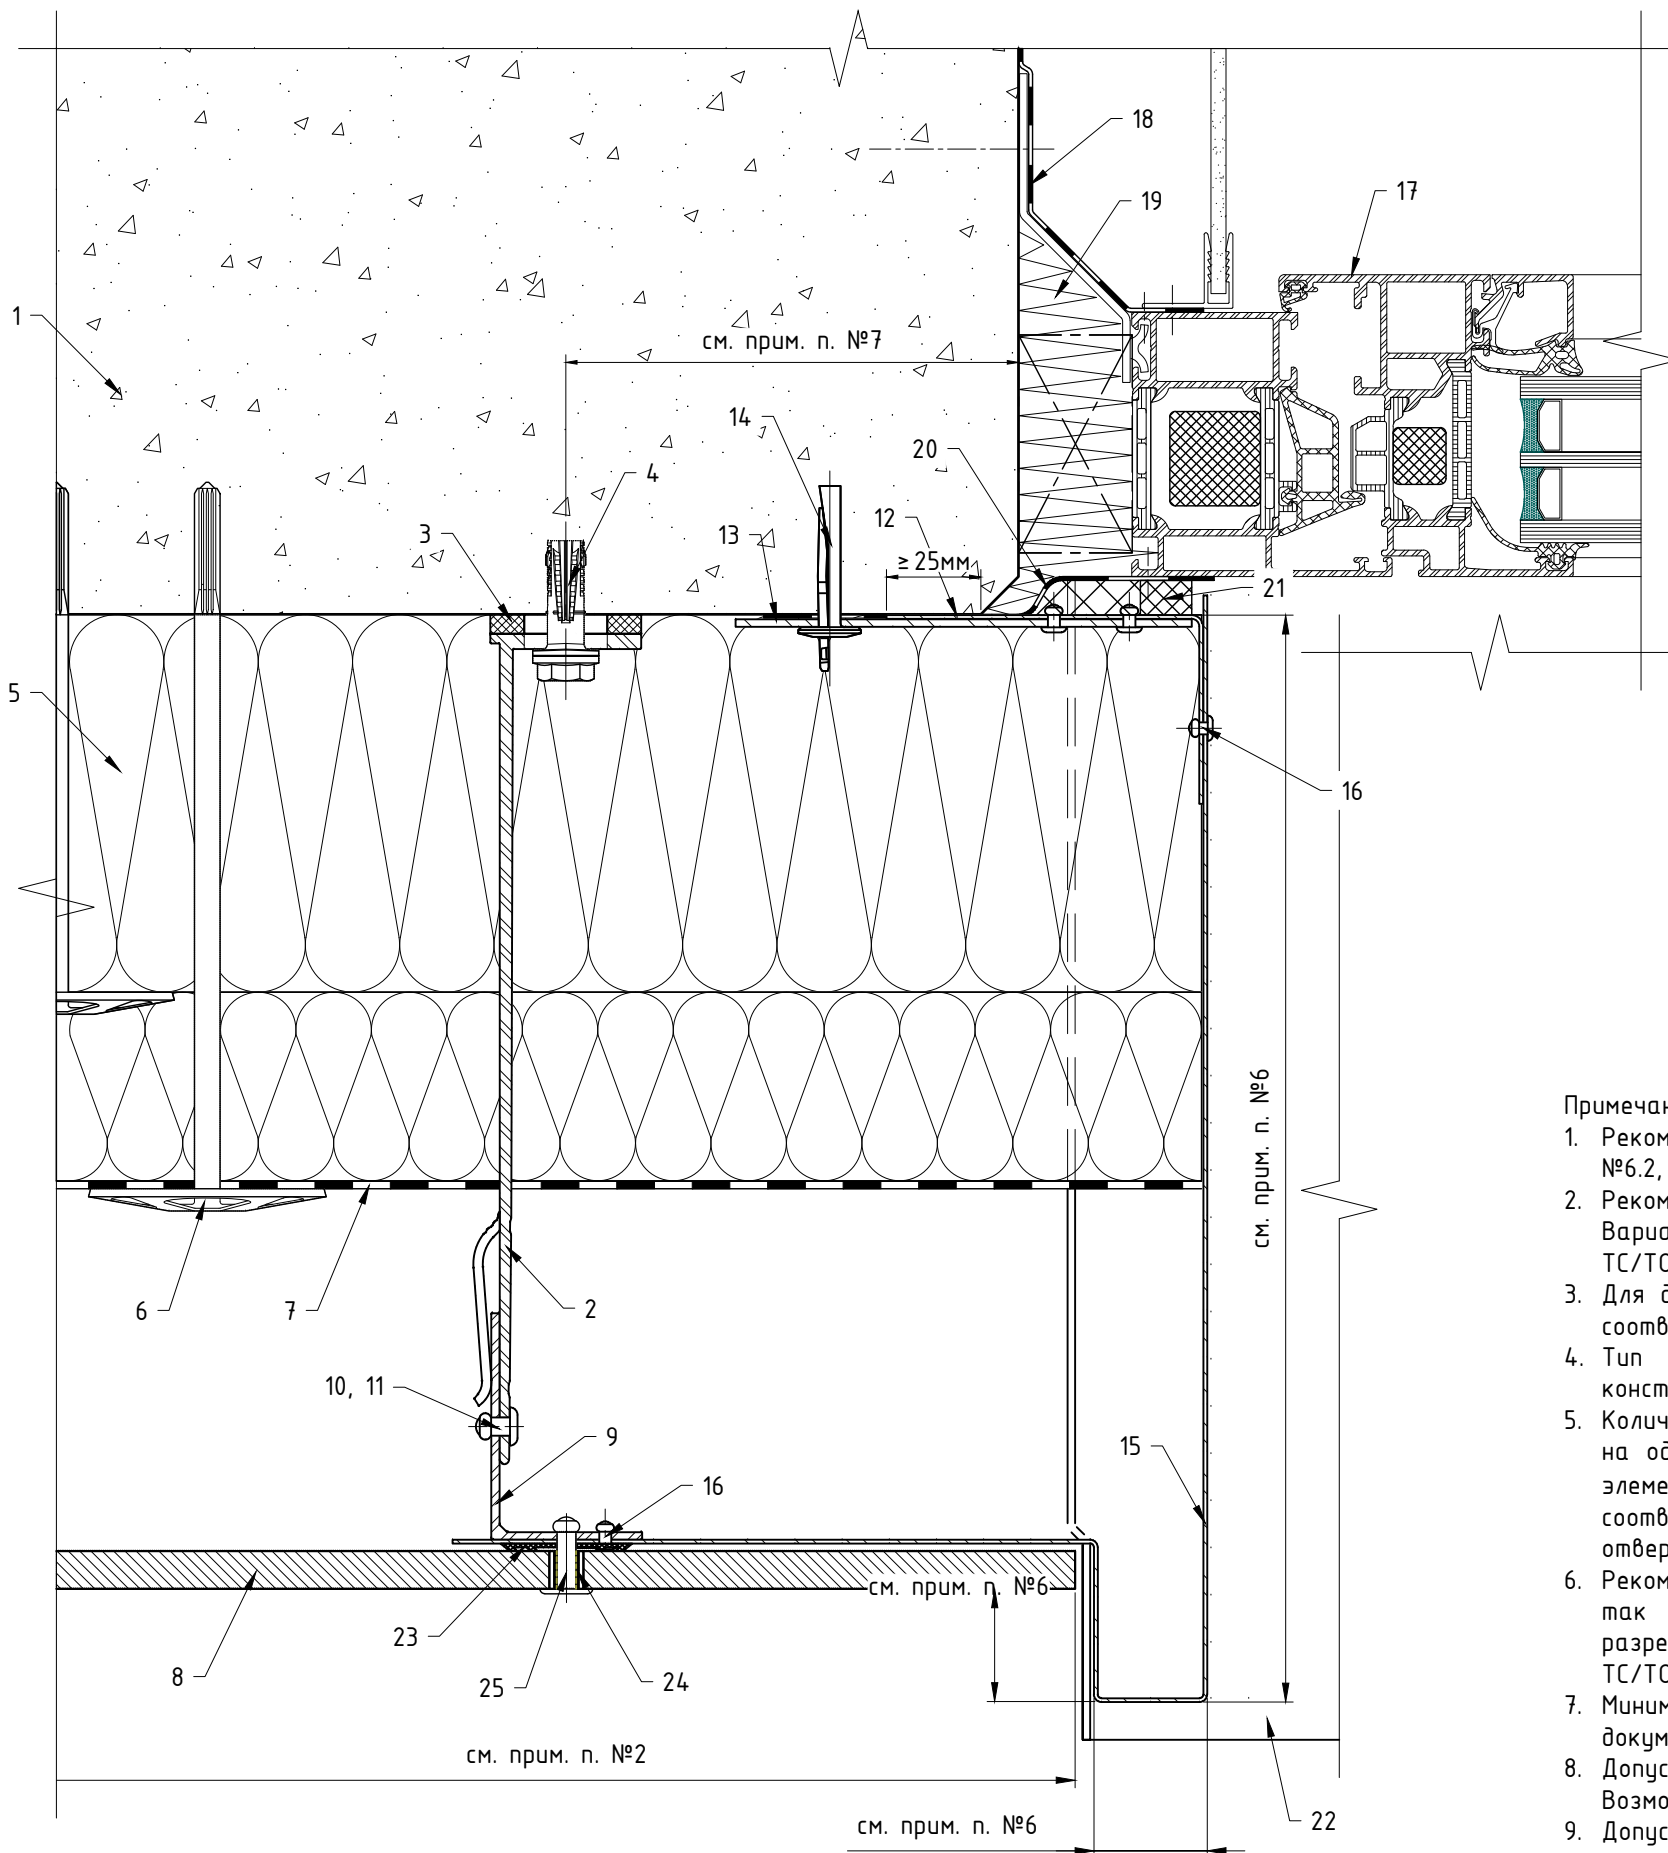 18
17
19
1
см. прим. п. №7
14
20
4
3
13
12
≥25мм
21
5
16
см. прим. п. №6
6
7
2
10, 11
9
15
16
см. прим. п. №6
23
8
25
24
см. прим. п. №2
22
см. прим. п. №6
Примечан
1. Реком
№6.2,
2. Реком
Вариа
ТС/ТС
3. Для д
соотв
4. Тип
конст
5. Колич
на од
элеме
соотв
отвер
6. Реком
так
разре
ТС/ТС
7. Миним
докум
8. Допус
Возмо
9. Допус